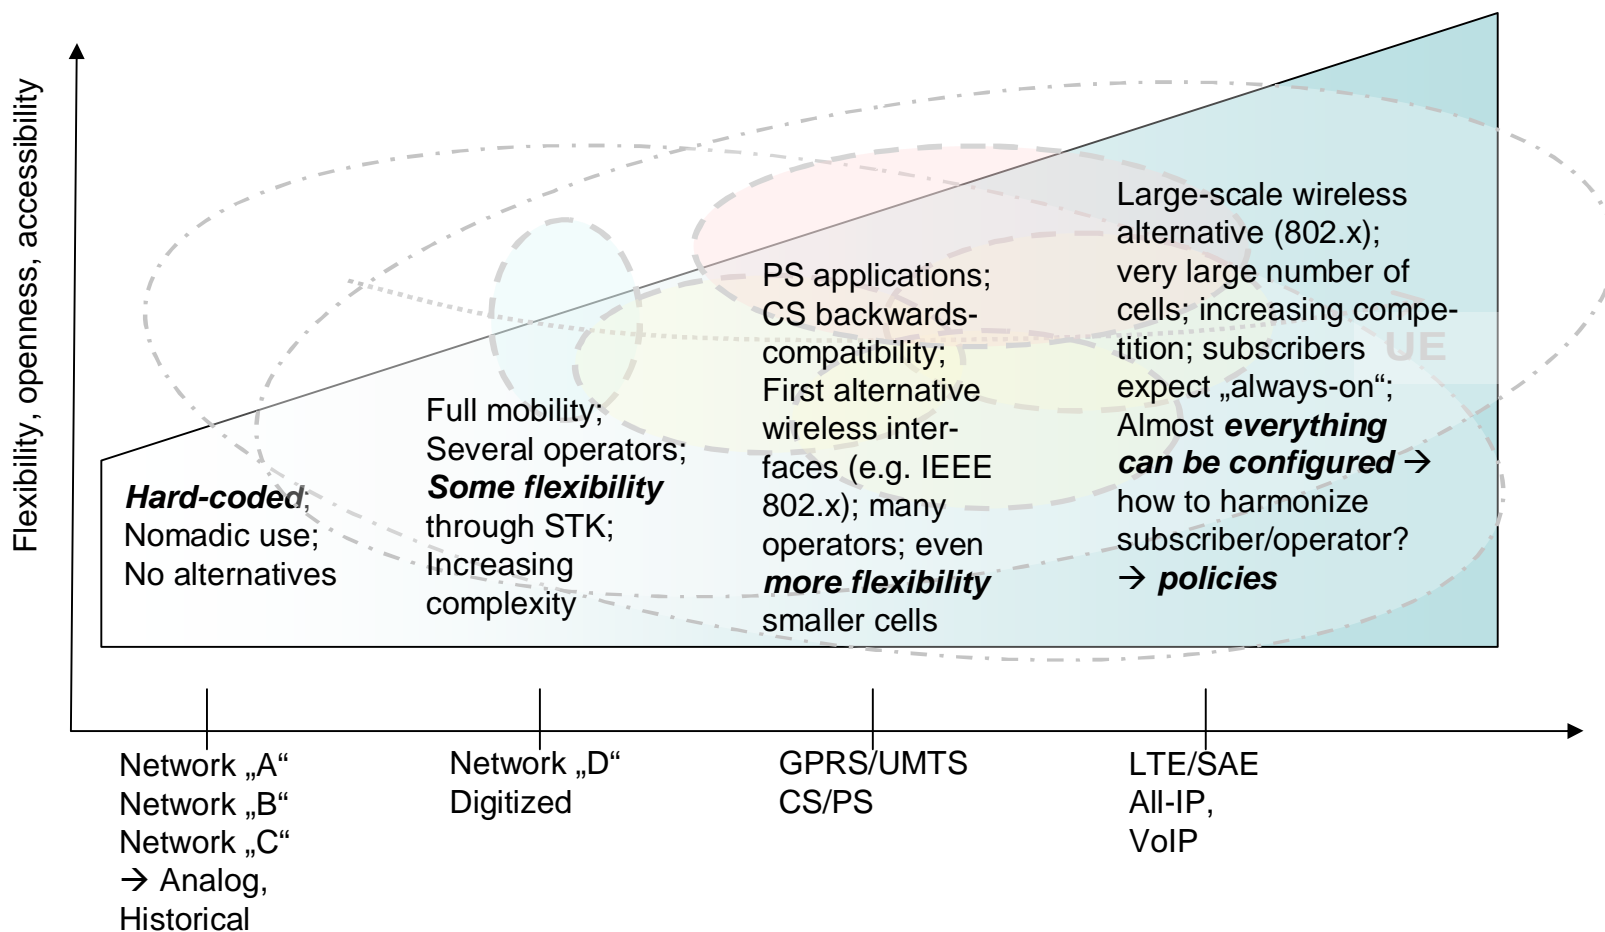 Flexibility, openness, accessibility
Hard-coded;
Nomadic use;
No alternatives
Full mobility;
Several operators;
Some flexibility
through STK;
Increasing
complexity
PS applications;
CS backwards-
compatibility;
First alternative
wireless inter-
faces (e.g. IEEE
802.x); many
operators; even
more flexibility
smaller cells
Large-scale wireless
alternative (802.x);
very large number of
cells; increasing compe-
tition; subscribers
expect „always-on“;
Almost everything
can be configured →
how to harmonize
subscriber/operator?
→ policies
UE
Network „A“
Network „B“
Network „C“
→ Analog,
Historical
Network „D“
Digitized
GPRS/UMTS
CS/PS
LTE/SAE
All-IP,
VoIP